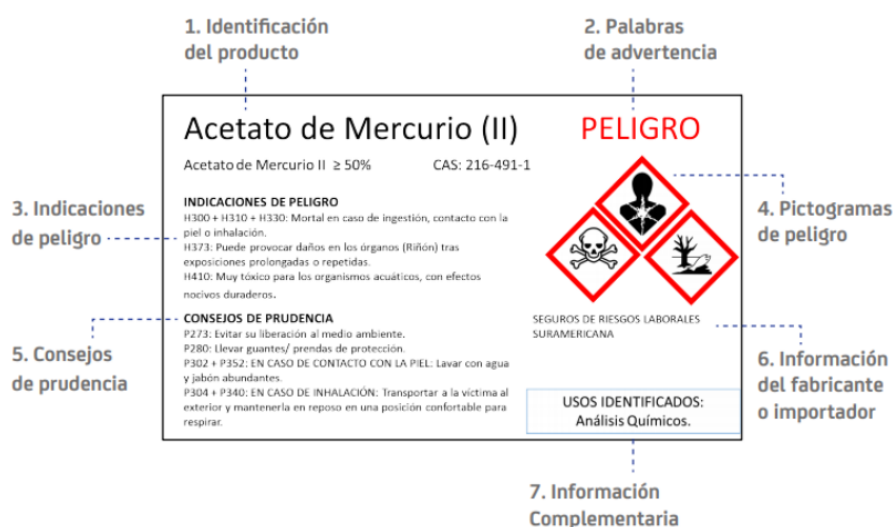 1. Identificación
del producto
2. Palabras
de advertencia
Acetato de Mercurio (II)
PELIGRO
Acetato de Mercurio II ≥ 50%
CAS: 216-491-1
3. Indicaciones
de peligro
INDICACIONES DE PELIGRO
H300 + H310 + H330: Mortal en caso de ingestión, contacto con la
piel o inhalación.
H373: Puede provocar daños en los órganos (Riñón) tras
exposiciones prolongadas o repetidas.
H410: Muy tóxico para los organismos acuáticos, con efectos
nocivos duraderos.
4. Pictogramas
de peligro
5. Consejos
de prudencia
CONSEJOS DE PRUDENCIA
P273: Evitar su liberación al medio ambiente.
P280: Llevar guantes/ prendas de protección.
P302 + P352: EN CASO DE CONTACTO CON LA PIEL: Lavar con agua
y jabón abundantes.
P304 + P340: EN CASO DE INHALACIÓN: Transportar a la víctima al
exterior y mantenerla en reposo en una posición confortable para
respirar.
SEGUROS DE RIESGOS LABORALES
SURAMERICANA
6. Información
del fabricante
o importador
USOS IDENTIFICADOS:
Análisis Químicos.
7. Información
Complementaria